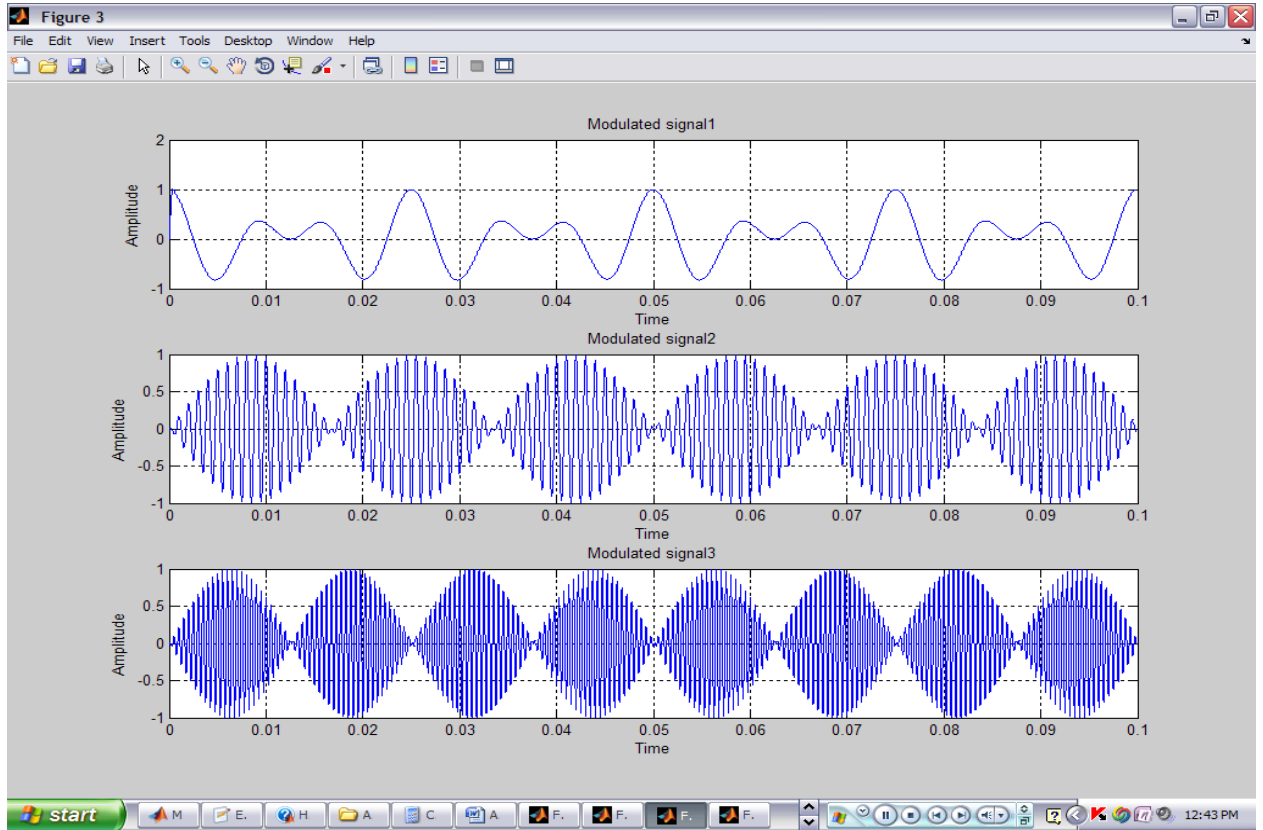 Figure 3
File Edit View Insert Tools Desktop Window Help
Modulated signal1
Amplitude
2
1
0
-1
0 0.01 0.02 0.03 0.04 0.05 0.06 0.07 0.08 0.09 0.1
Time
Modulated signal2
Amplitude
1
0.5
0
-0.5
-1
0 0.01 0.02 0.03 0.04 0.05 0.06 0.07 0.08 0.09 0.1
Time
Modulated signal3
Amplitude
1
0.5
0
-0.5
-1
0 0.01 0.02 0.03 0.04 0.05 0.06 0.07 0.08 0.09 0.1
Time
start M E. H A C A F. F. F. F. 12:43 PM